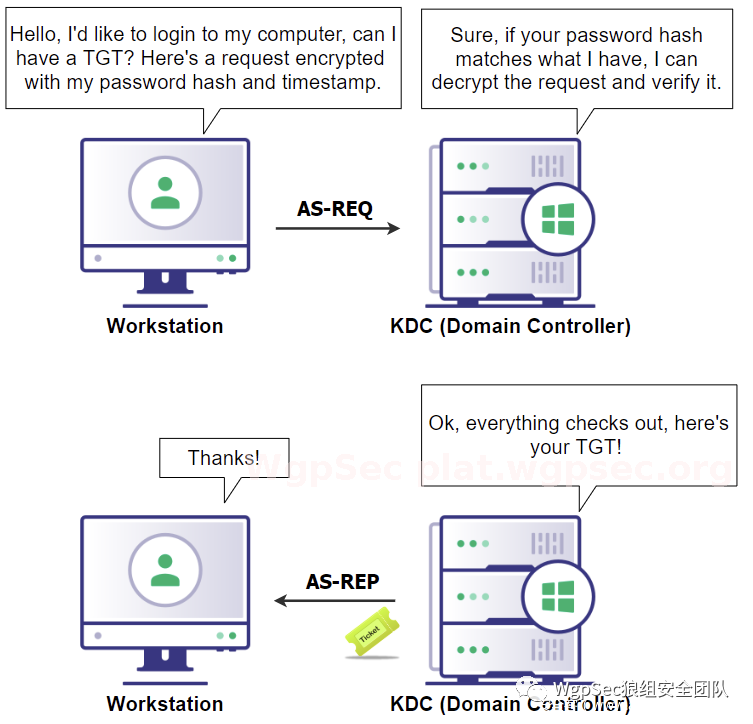 Hello, I'd like to login to my computer, can I
have a TGT? Here's a request encrypted
with my password hash and timestamp.
Sure, if your password hash
matches what I have, I can
decrypt the request and verify it.
AS-REQ
Workstation
KDC (Domain Controller)
Ok, everything checks out, here's
your TGT!
Thanks!
WgpSec plat.wgpsec.org
AS-REP
Ticket
Workstation
KDC (Domain Controller)
WgpSec狼组安全团队